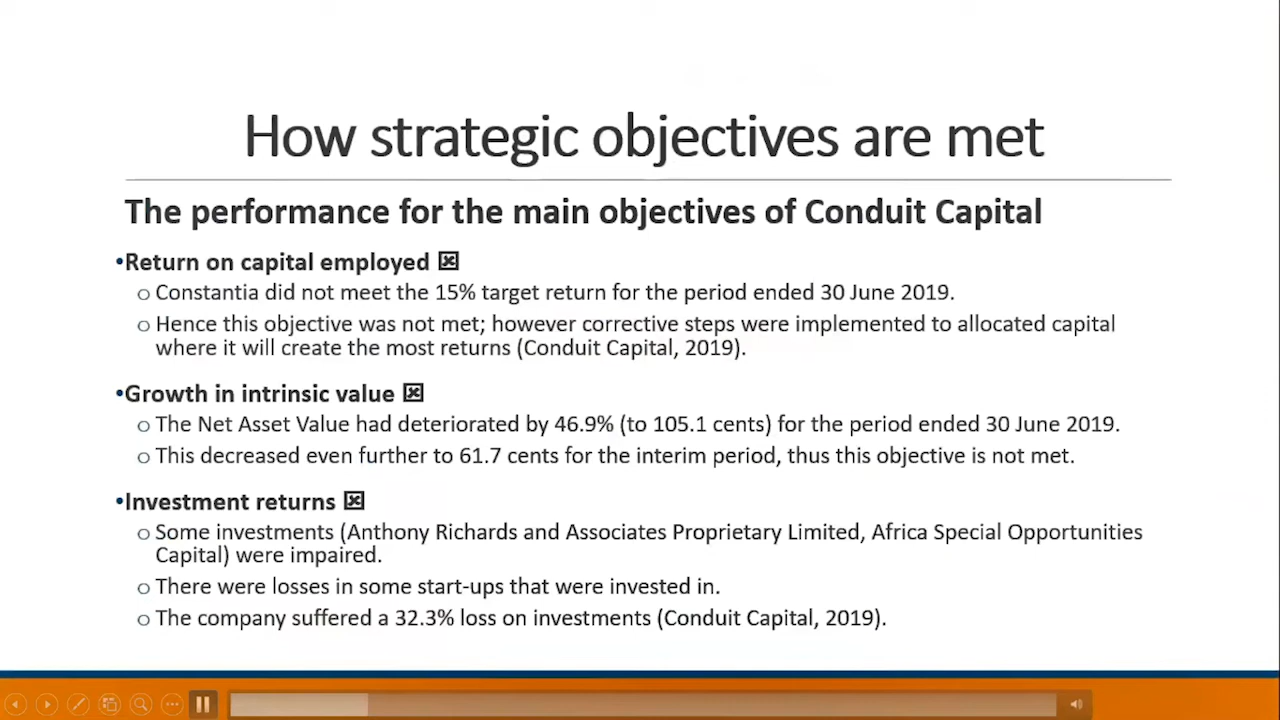 How strategic objectives are met
The performance for the main objectives of Conduit Capital
•Return on capital employed
o Constantia did not meet the 15% target return for the period ended 30 June 2019.
o Hence this objective was not met; however corrective steps were implemented to allocated capital
where it will create the most returns (Conduit Capital, 2019).
•Growth in intrinsic value
o The Net Asset Value had deteriorated by 46.9% (to 105.1 cents) for the period ended 30 June 2019.
o This decreased even further to 61.7 cents for the interim period, thus this objective is not met.
•Investment returns
o Some investments (Anthony Richards and Associates Proprietary Limited, Africa Special Opportunities
Capital) were impaired.
o There were losses in some start-ups that were invested in.
o The company suffered a 32.3% loss on investments (Conduit Capital, 2019).